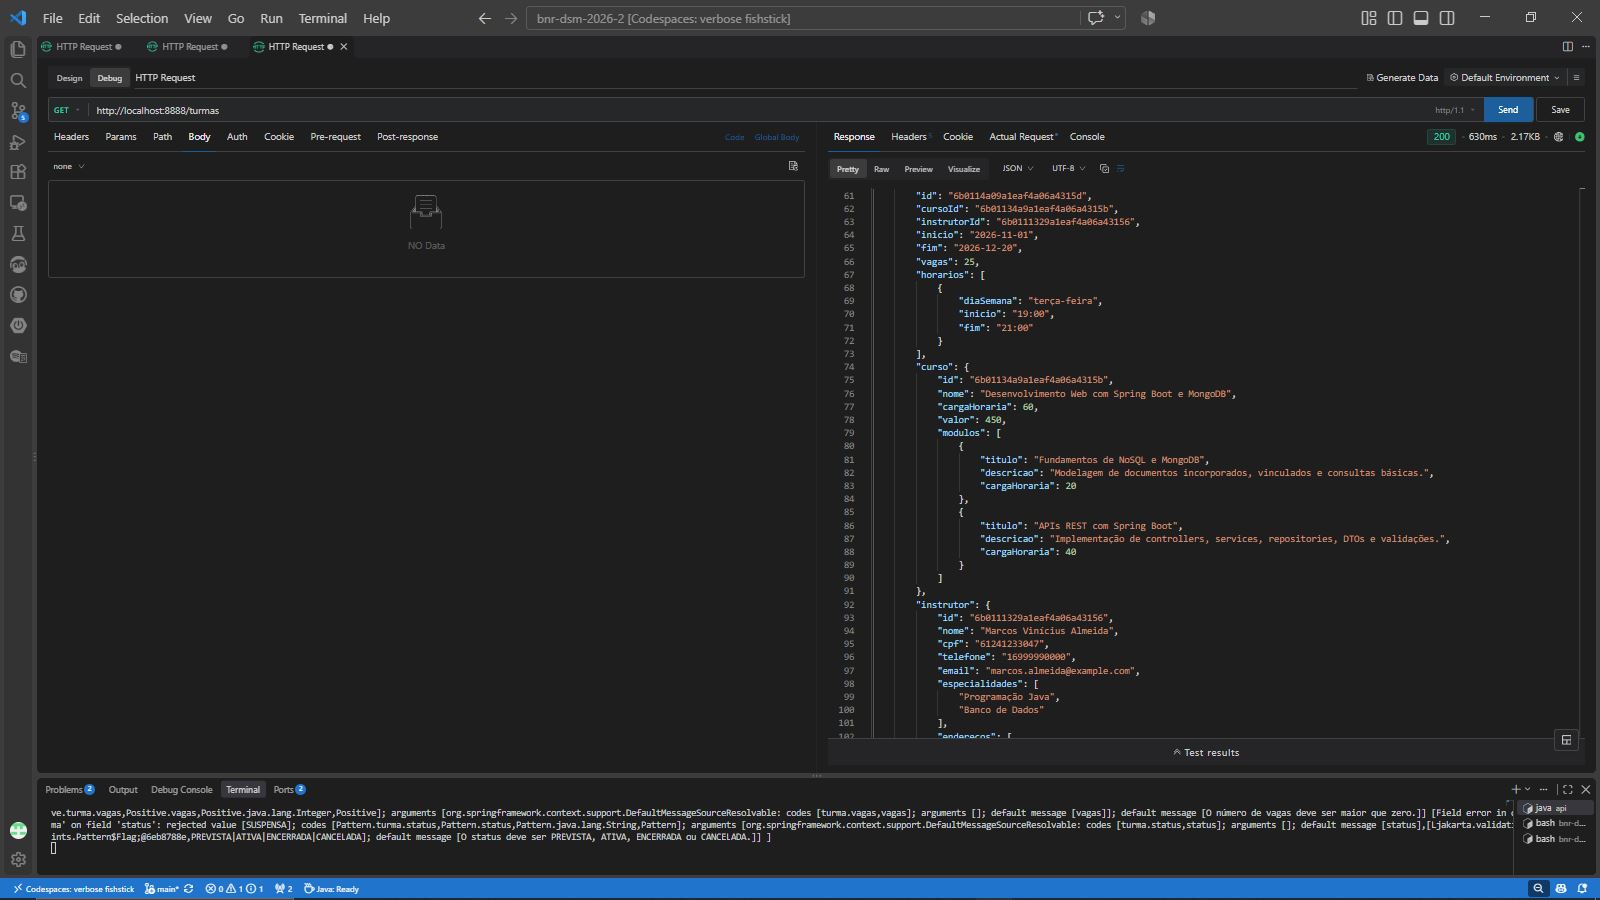 File Edit Selection View Go Run Terminal Help
bnr-dsm-2026-2 [Codespaces: verbose fishstick]
HTTP Request HTTP Request HTTP Request
Design Debug HTTP Request Generate Data Default Environment
GET http://localhost:8888/turmas http/1.1 Send Save
Headers Params Path Body Auth Cookie Pre-request Post-response Code Global Body
none
NO Data
Response Headers Cookie Actual Request Console 200 630ms 2.17KB
Pretty Raw Preview Visualize JSON UTF-8
61 "id": "6b0114a09a1eaf4a06a4315d",
62 "cursoId": "6b01134a9a1eaf4a06a4315b",
63 "instrutorId": "6b0111329a1eaf4a06a43156",
64 "inicio": "2026-11-01",
65 "fim": "2026-12-20",
66 "vagas": 25,
67 "horarios": [
68 {
69 "diaSemana": "terça-feira",
70 "inicio": "19:00",
71 "fim": "21:00"
72 }
73 ],
74 "curso": {
75 "id": "6b01134a9a1eaf4a06a4315b",
76 "nome": "Desenvolvimento Web com Spring Boot e MongoDB",
77 "cargaHoraria": 60,
78 "valor": 450,
79 "modulos": [
80 {
81 "titulo": "Fundamentos de NoSQL e MongoDB",
82 "descricao": "Modelagem de documentos incorporados, vinculados e consultas básicas.",
83 "cargaHoraria": 20
84 },
85 {
86 "titulo": "APIs REST com Spring Boot",
87 "descricao": "Implementação de controllers, services, repositories, DTOs e validações.",
88 "cargaHoraria": 40
89 }
90 ]
91 },
92 "instrutor": {
93 "id": "6b0111329a1eaf4a06a43156",
94 "nome": "Marcos Vinícius Almeida",
95 "cpf": "61241233047",
96 "telefone": "16999990000",
97 "email": "marcos.almeida@example.com",
98 "especialidades": [
99 "Programação Java",
100 "Banco de Dados"
101 ],
102 "enderecos": [
Test results
Problems 2 Output Debug Console Terminal Ports 2
ve.turma.vagas,Positive.vagas,Positive.java.lang.Integer,Positive]; arguments [org.springframework.context.support.DefaultMessageSourceResolvable: codes [turma.vagas,vagas]; arguments []; default message [vagas]]; default message [O número de vagas deve ser maior que zero.]] [Field error in
ma' on field 'status': rejected value [SUSPENSA]; codes [Pattern.turma.status,Pattern.status,Pattern.java.lang.String,Pattern]; arguments [org.springframework.context.support.DefaultMessageSourceResolvable: codes [turma.status,status]; arguments []; default message [status],[Ljakarta.validati
ints.Pattern$Flag;@6eb8788e,PREVISTA|ATIVA|ENCERRADA|CANCELADA]; default message [O status deve ser PREVISTA, ATIVA, ENCERRADA ou CANCELADA.]] ]
java api
bash bnr-d...
bash bnr-d...
Codespaces: verbose fishstick main* 0 1 1 2 Java: Ready